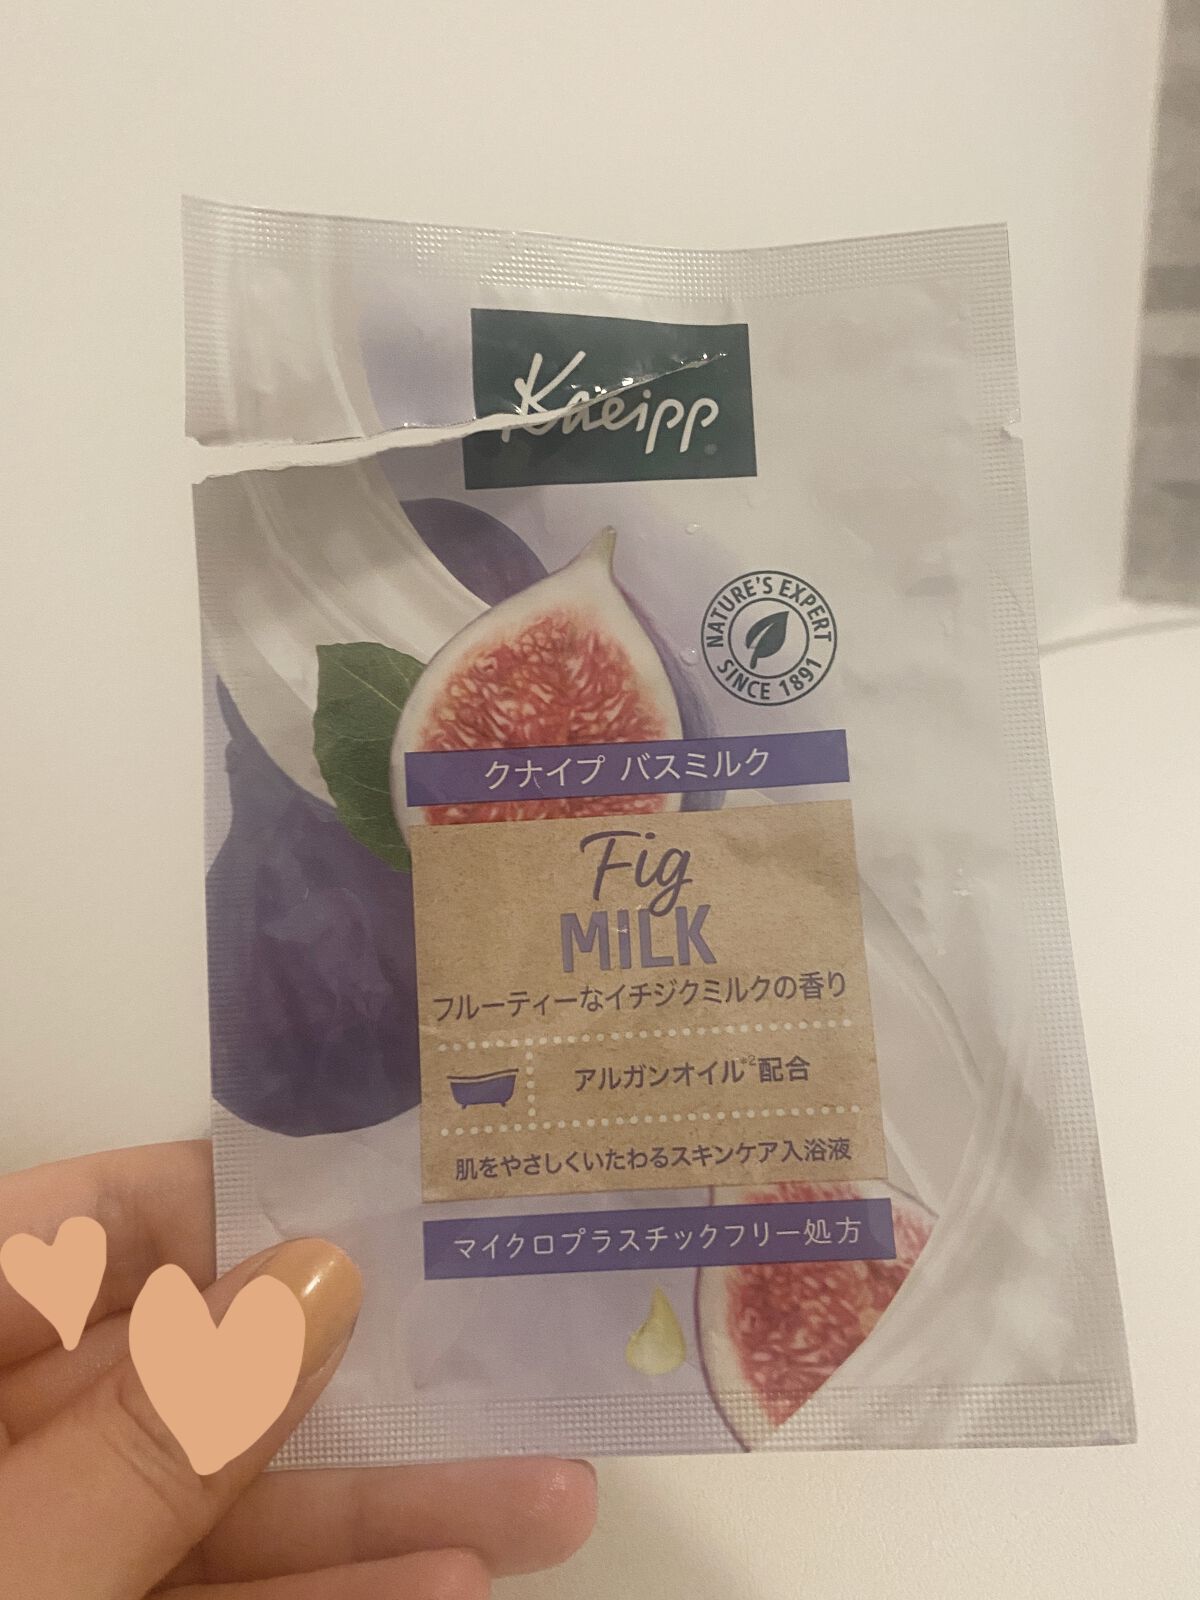 Kneipp
NATURE'S EXPERT
SINCE 1891
クナイプ バスミルク
Fig
MILK
フルーティーなイチジクミルクの香り
アルガンオイル*2配合
肌をやさしくいたわるスキンケア入浴液
マイクロプラスチックフリー処方